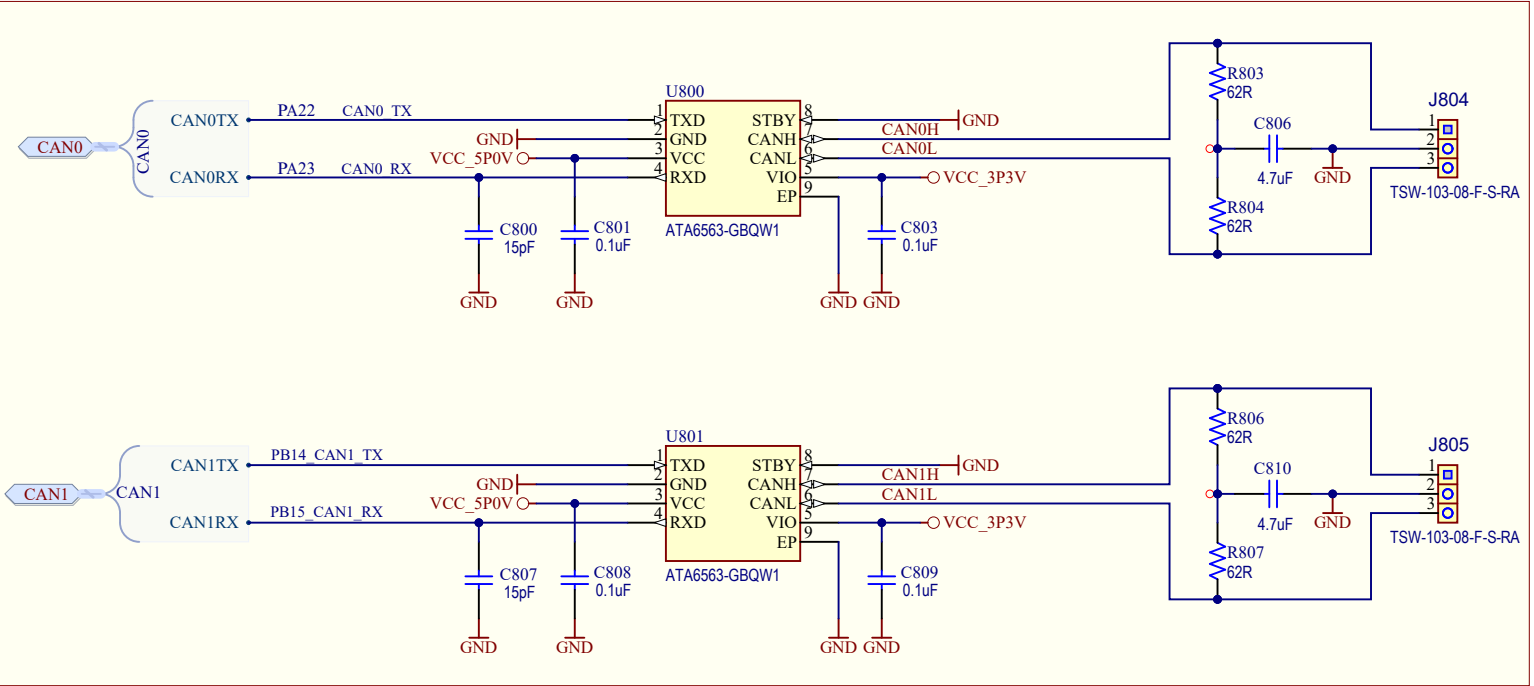 U800
J804
R803
62R
C806
4.7uF
R804
62R
CAN0
CAN0
CAN0TX
CAN0RX
PA22 CAN0_TX
PA23 CAN0_RX
GND
VCC_5P0V
1 TXD
2 GND
3 VCC
4 RXD
STBY 8
CANH 7
CANL 6
VIO 5
EP 9
ATA6563-GBQW1
GND
CAN0H
CAN0L
VCC_3P3V
GND
1
2
3
TSW-103-08-F-S-RA
C800
15pF
C801
0.1uF
C803
0.1uF
GND
GND
GND
GND
U801
J805
R806
62R
C810
4.7uF
R807
62R
CAN1
CAN1
CAN1TX
CAN1RX
PB14_CAN1_TX
PB15_CAN1_RX
GND
VCC_5P0V
1 TXD
2 GND
3 VCC
4 RXD
STBY 8
CANH 7
CANL 6
VIO 5
EP 9
ATA6563-GBQW1
GND
CAN1H
CAN1L
VCC_3P3V
GND
1
2
3
TSW-103-08-F-S-RA
C807
15pF
C808
0.1uF
C809
0.1uF
GND
GND
GND
GND